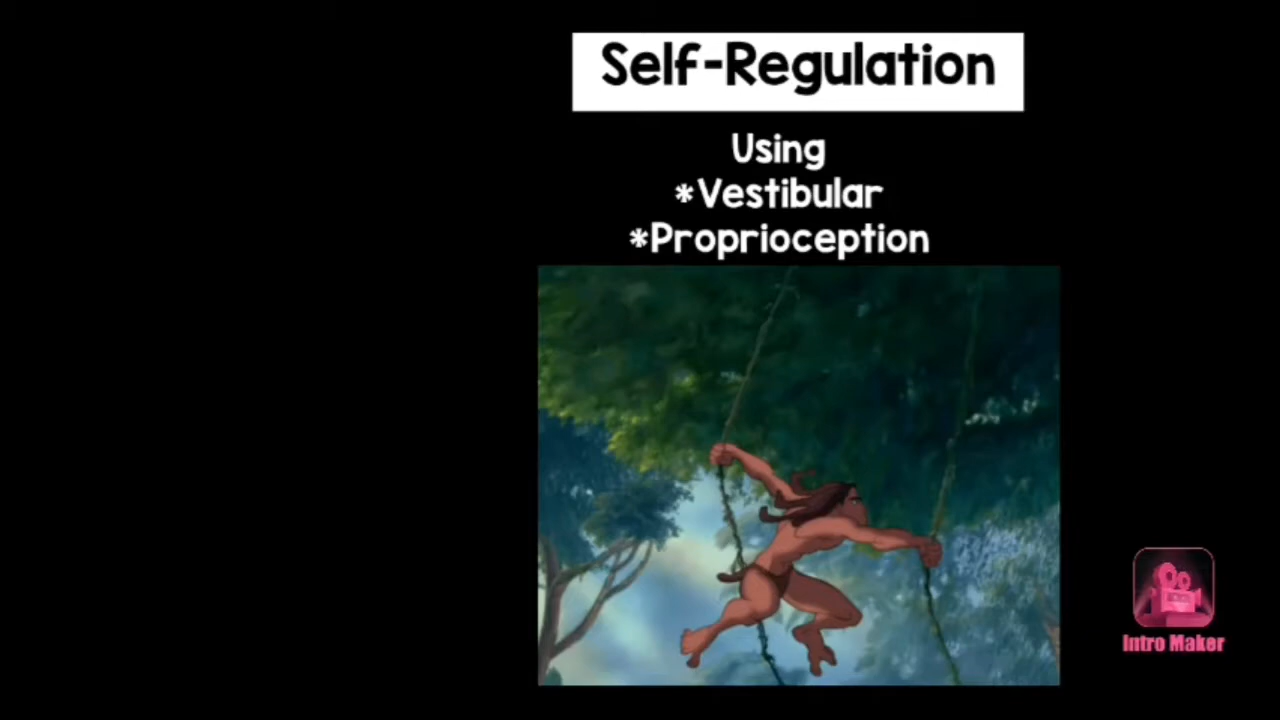 Self-Regulation
Using
*Vestibular
*Proprioception
Intro Maker